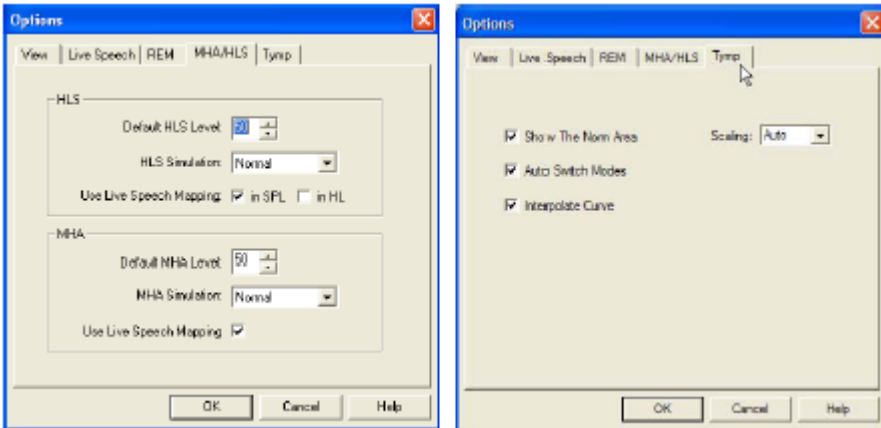 Options
View Live Speech REM MHA/HLS Tymp
HLS
Default HLS Level: 60
HLS Simulation: Normal
Use Live Speech Mapping: in SPL in HL
MHA
Default MHA Level: 50
MHA Simulation: Normal
Use Live Speech Mapping
OK Cancel Help
Options
View Live Speech REM MHA/HLS Tymp
Show The Norm Area Scaling: Auto
Auto Switch Modes
Interpolate Curve
OK Cancel Help